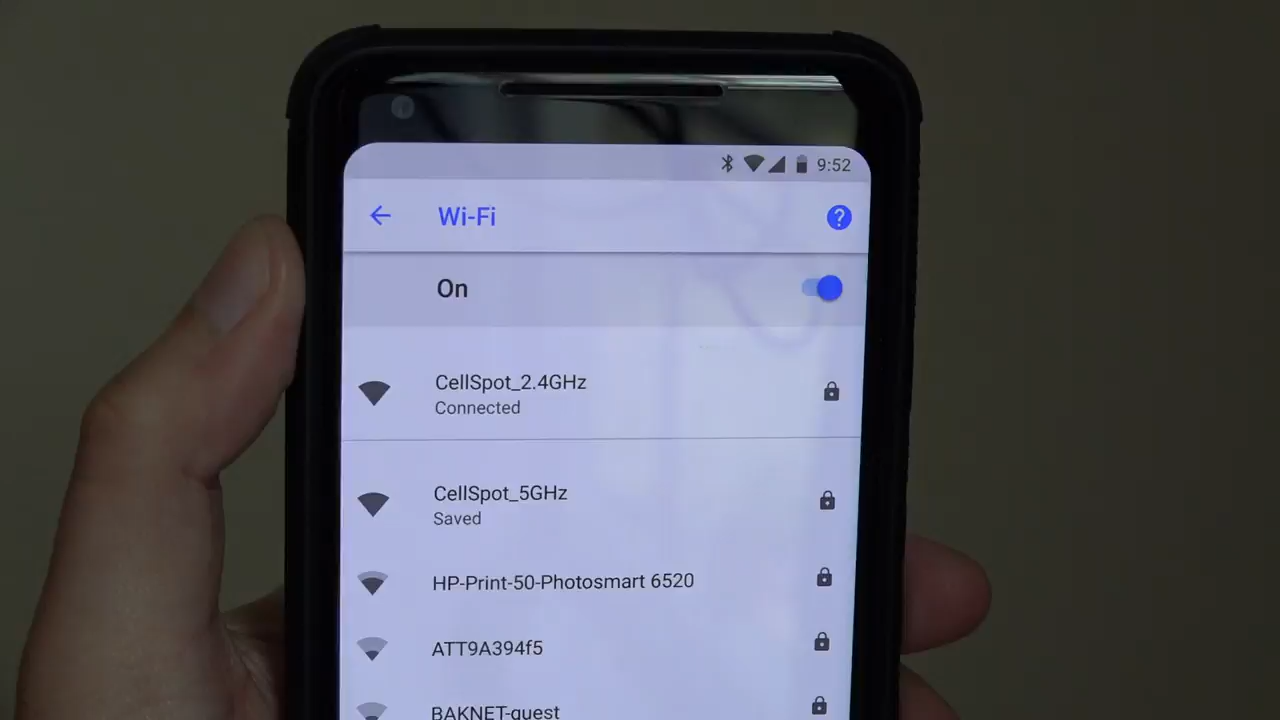 9:52
Wi-Fi
?
On
CellSpot_2.4GHz
Connected
CellSpot_5GHz
Saved
HP-Print-50-Photosmart 6520
ATT9A394f5
BAKNET-guest